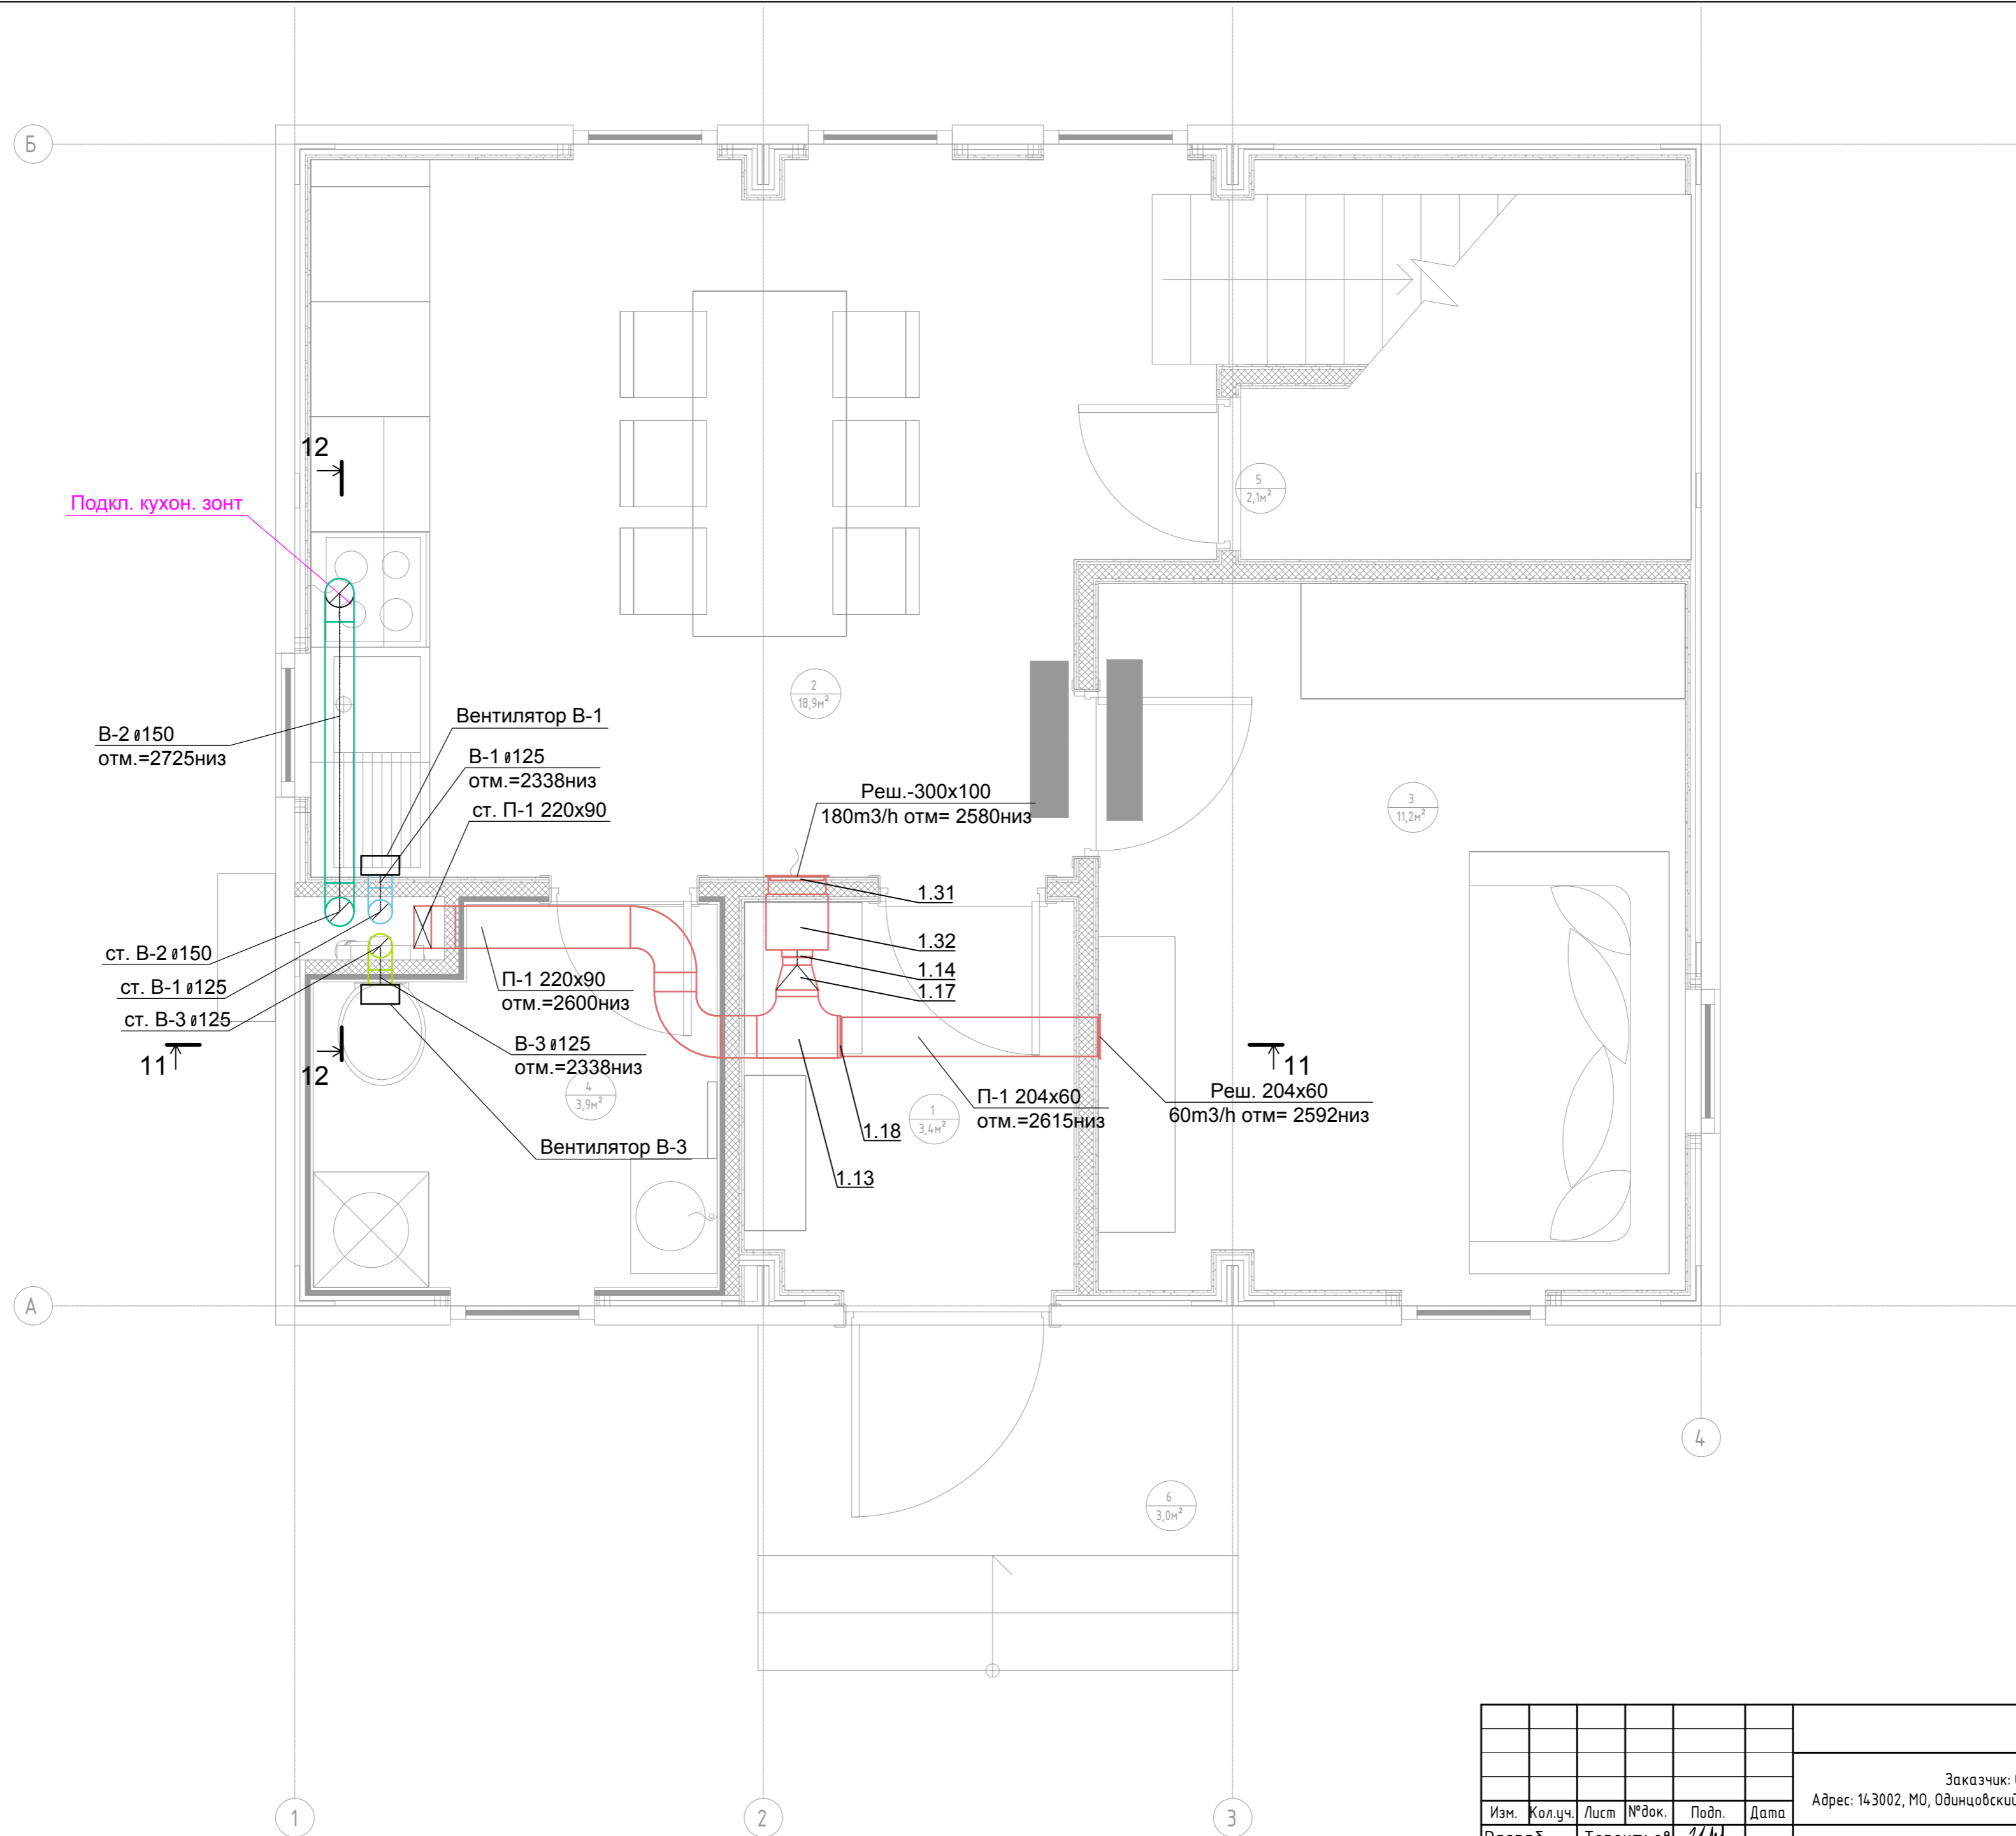 Б
12
Подкл. кухон. зонт
5
2,1м²
2
18,9м²
В-2 ø150
отм.=2725низ
Вентилятор В-1
В-1 ø125
отм.=2338низ
ст. П-1 220х90
Реш.-300х100
180m3/h отм= 2580низ
3
11,2м²
1.31
1.32
1.14
1.17
ст. В-2 ø150
ст. В-1 ø125
ст. В-3 ø125
П-1 220х90
отм.=2600низ
11
12
В-3 ø125
отм.=2338низ
4
3,9м²
11
Реш. 204х60
60m3/h отм= 2592низ
П-1 204х60
отм.=2615низ
1
3,4м²
1.18
Вентилятор В-3
1.13
А
4
6
3,0м²
Заказчик:
Адрес: 143002, МО, Одинцовский
Изм. Кол.уч. Лист №док. Подп. Дата
1
2
3